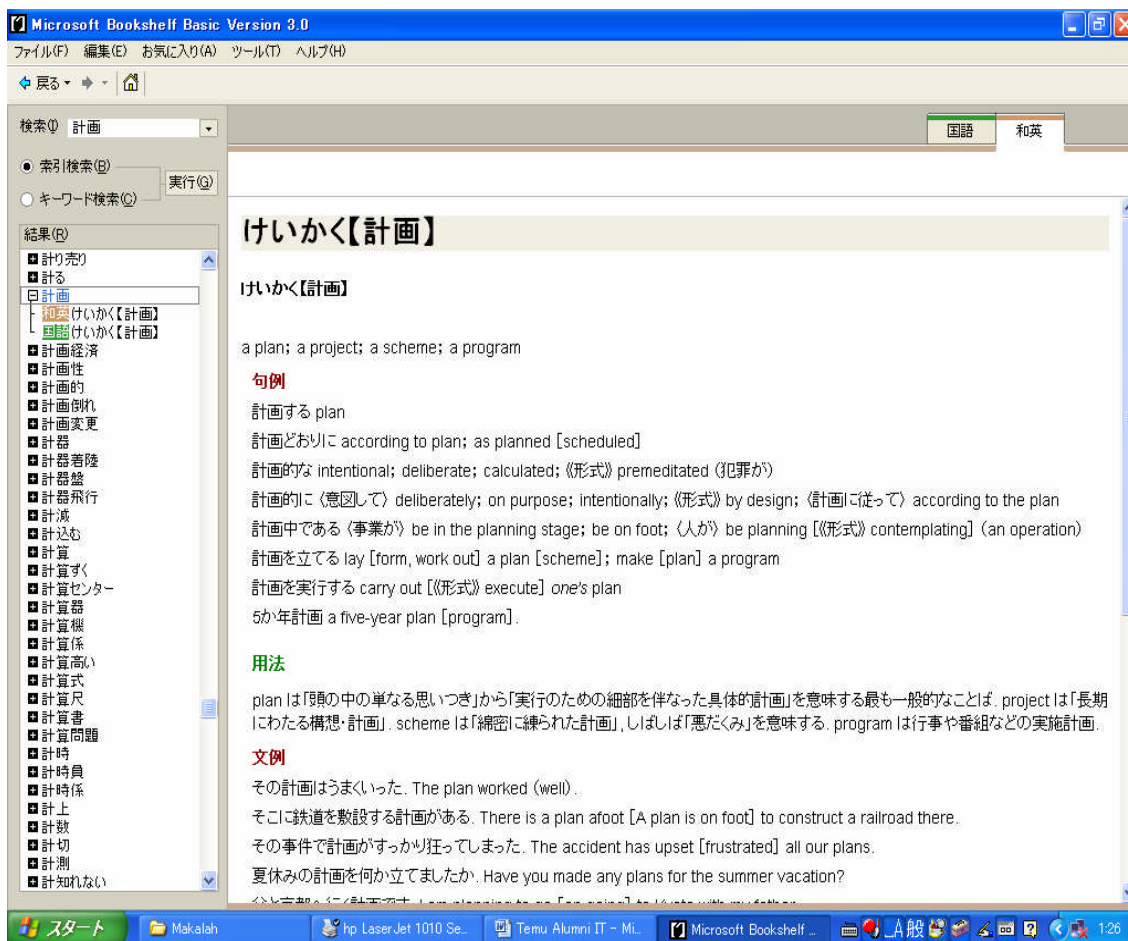 Microsoft Bookshelf Basic Version 3.0
ファイル(F) 編集(E) お気に入り(A) ツール(T) ヘルプ(H)
戻る
検索(I) 計画
索引検索(B)
実行(G)
キーワード検索(C)
結果(R)
計り売り
計る
計画
和英けいかく【計画】
国語けいかく【計画】
計画経済
計画性
計画的
計画倒れ
計画変更
計器
計器着陸
計器盤
計器飛行
計減
計込む
計算
計算ずく
計算センター
計算器
計算機
計算係
計算高い
計算式
計算尺
計算書
計算問題
計時
計時員
計時係
計上
計数
計切
計測
計知れない
国語 和英
けいかく【計画】
けいかく【計画】
a plan; a project; a scheme; a program
句例
計画する plan
計画どおりに according to plan; as planned [scheduled]
計画的な intentional; deliberate; calculated; 《形式》 premeditated (犯罪が)
計画的に 〈意図して〉 deliberately; on purpose; intentionally; 《形式》 by design; 〈計画に従って〉 according to the plan
計画中である 〈事業が〉 be in the planning stage; be on foot; 〈人が〉 be planning [《形式》 contemplating] (an operation)
計画を立てる lay [form, work out] a plan [scheme]; make [plan] a program
計画を実行する carry out [《形式》 execute] one's plan
5か年計画 a five-year plan [program].
用法
plan は「頭の中の単なる思いつき」から「実行のための細部を伴なった具体的計画」を意味する最も一般的なことば. project は「長期
にわたる構想・計画」. scheme は「綿密に練られた計画」, しばしば「悪だくみ」を意味する. program は行事や番組などの実施計画.
文例
その計画はうまくいった. The plan worked (well).
そこに鉄道を敷設する計画がある. There is a plan afoot [A plan is on foot] to construct a railroad there.
その事件で計画がすっかり狂ってしまった. The accident has upset [frustrated] all our plans.
夏休みの計画を何か立てましたか. Have you made any plans for the summer vacation?
スタート Makalah hp LaserJet 1010 Se... Temu Alumni IT - Mi... Microsoft Bookshelf ... A般 1:26